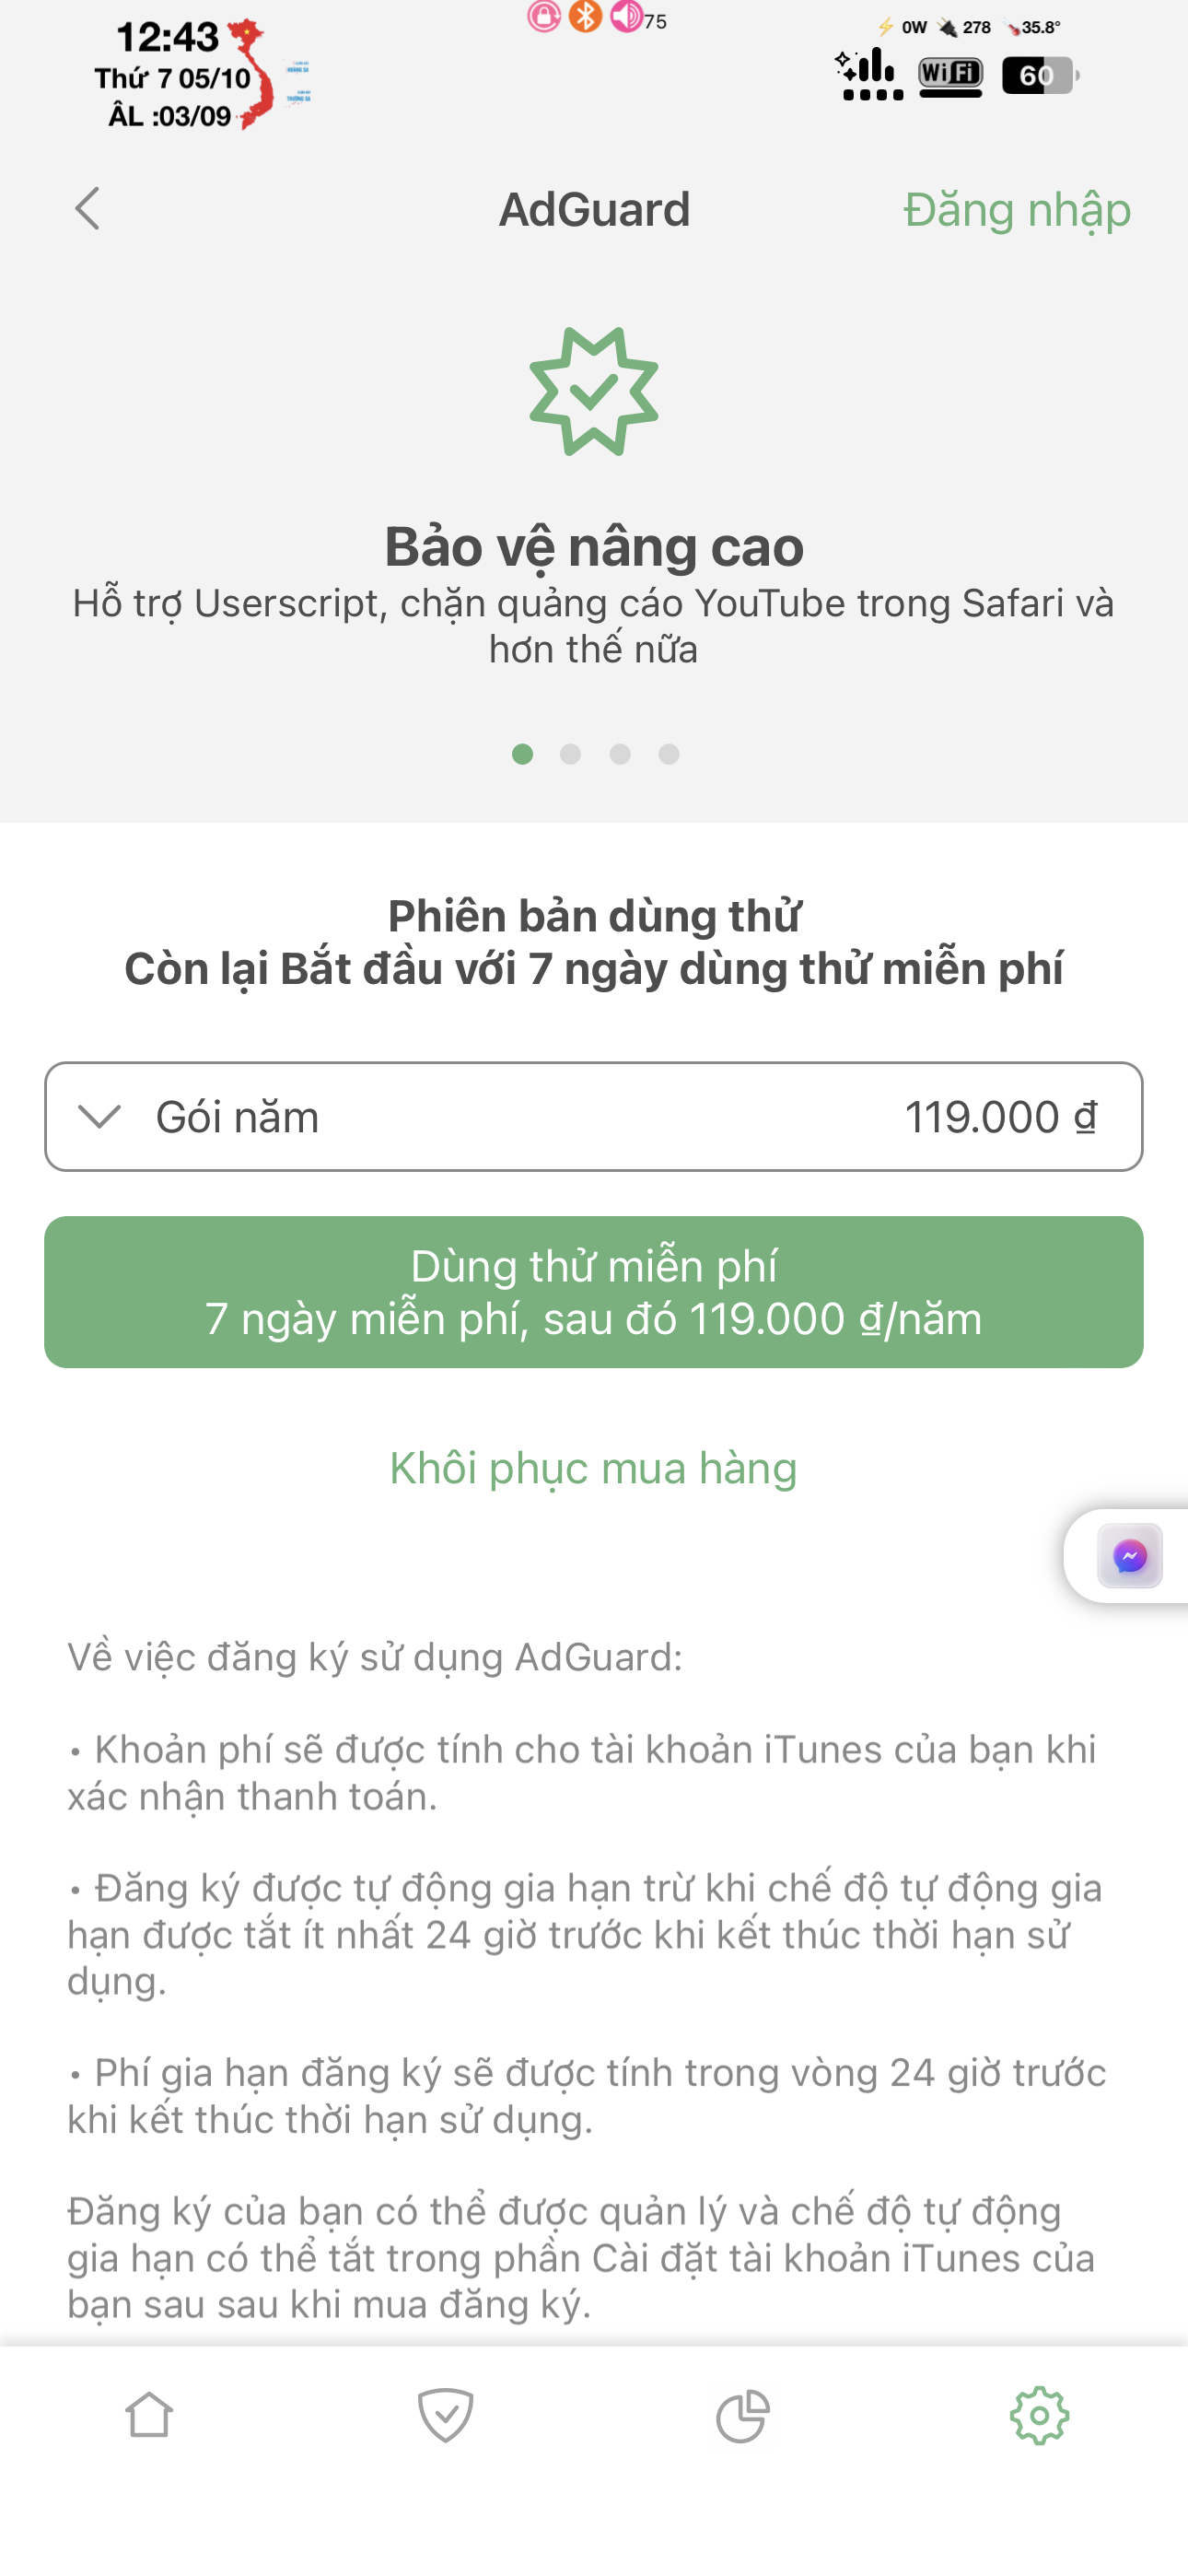 12:43
Thứ 7 05/10
ÂL :03/09
HOÀNG SA
TRƯỜNG SA
75
0W 278 35.8°
WiFi
60
AdGuard
Đăng nhập
Bảo vệ nâng cao
Hỗ trợ Userscript, chặn quảng cáo YouTube trong Safari và
hơn thế nữa
Phiên bản dùng thử
Còn lại Bắt đầu với 7 ngày dùng thử miễn phí
Gói năm 119.000 ₫
Dùng thử miễn phí
7 ngày miễn phí, sau đó 119.000 ₫/năm
Khôi phục mua hàng
Về việc đăng ký sử dụng AdGuard:
• Khoản phí sẽ được tính cho tài khoản iTunes của bạn khi
xác nhận thanh toán.
• Đăng ký được tự động gia hạn trừ khi chế độ tự động gia
hạn được tắt ít nhất 24 giờ trước khi kết thúc thời hạn sử
dụng.
• Phí gia hạn đăng ký sẽ được tính trong vòng 24 giờ trước
khi kết thúc thời hạn sử dụng.
Đăng ký của bạn có thể được quản lý và chế độ tự động
gia hạn có thể tắt trong phần Cài đặt tài khoản iTunes của
bạn sau sau khi mua đăng ký.